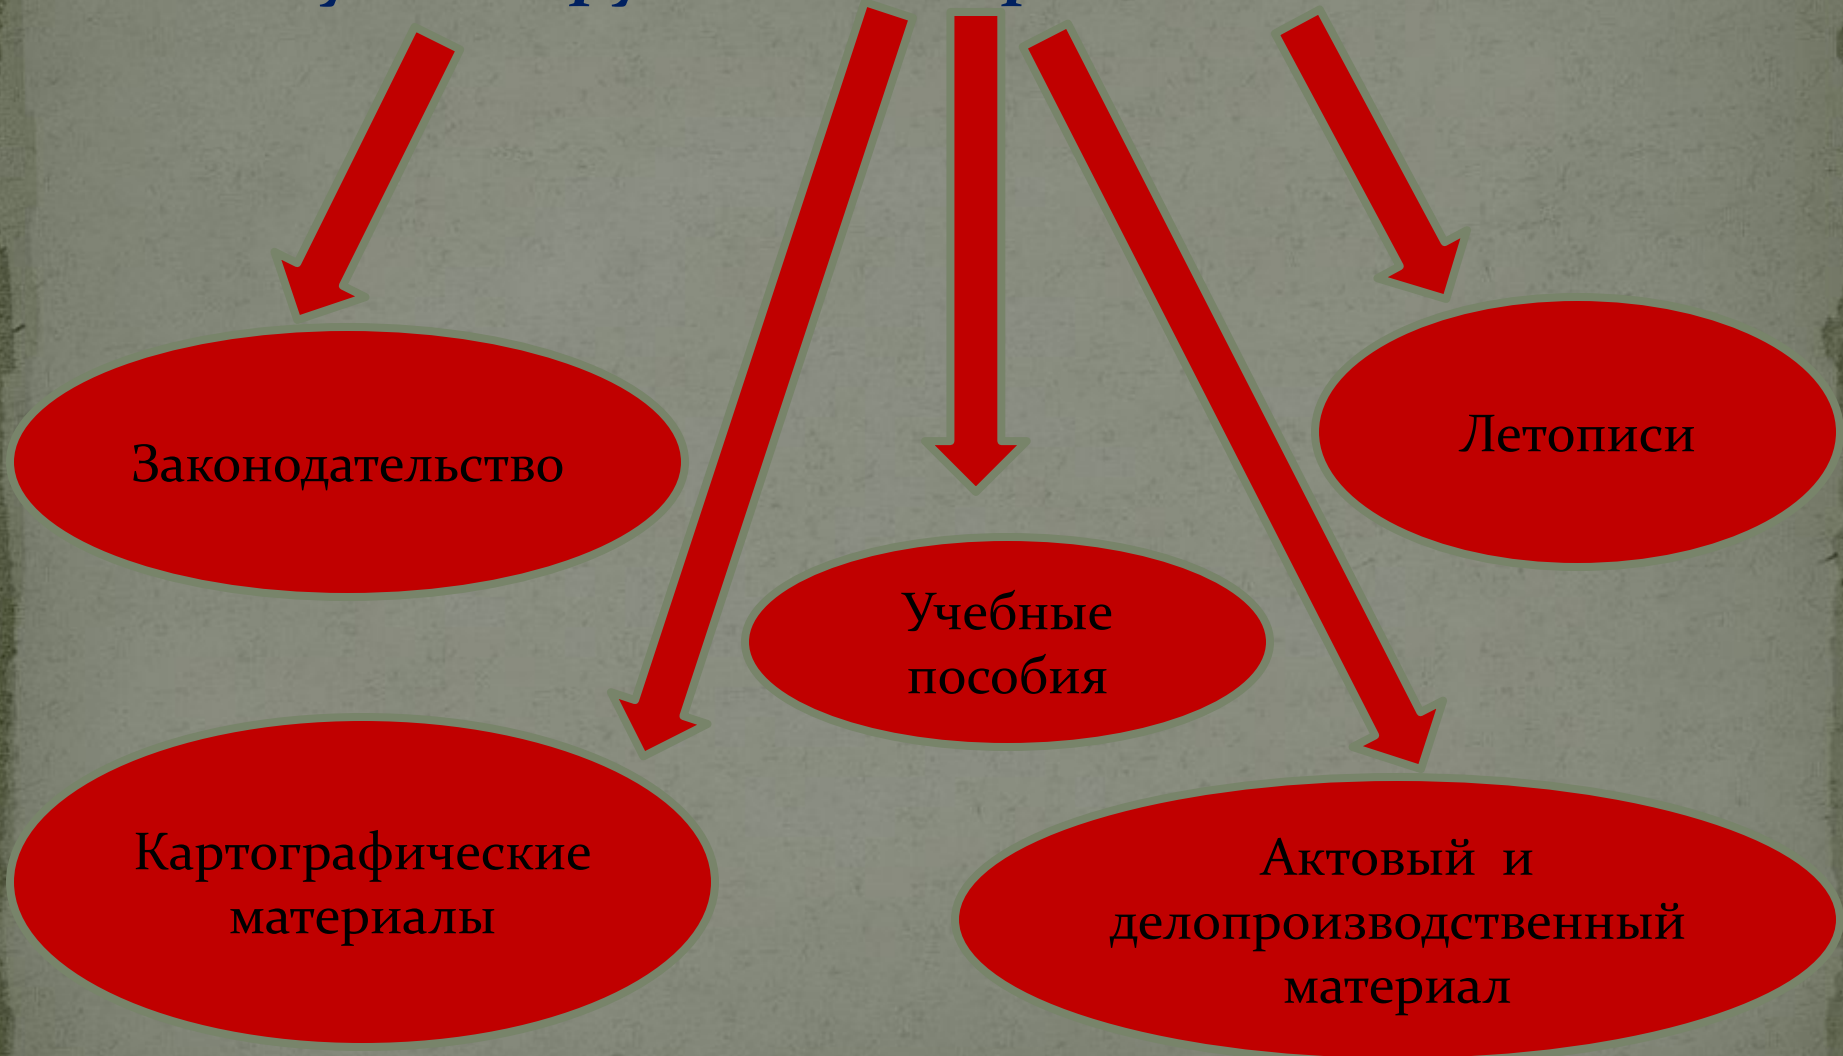 Законодательство
Летописи
Учебные
пособия
Картографические
материалы
Актовый и
делопроизводственный
материал